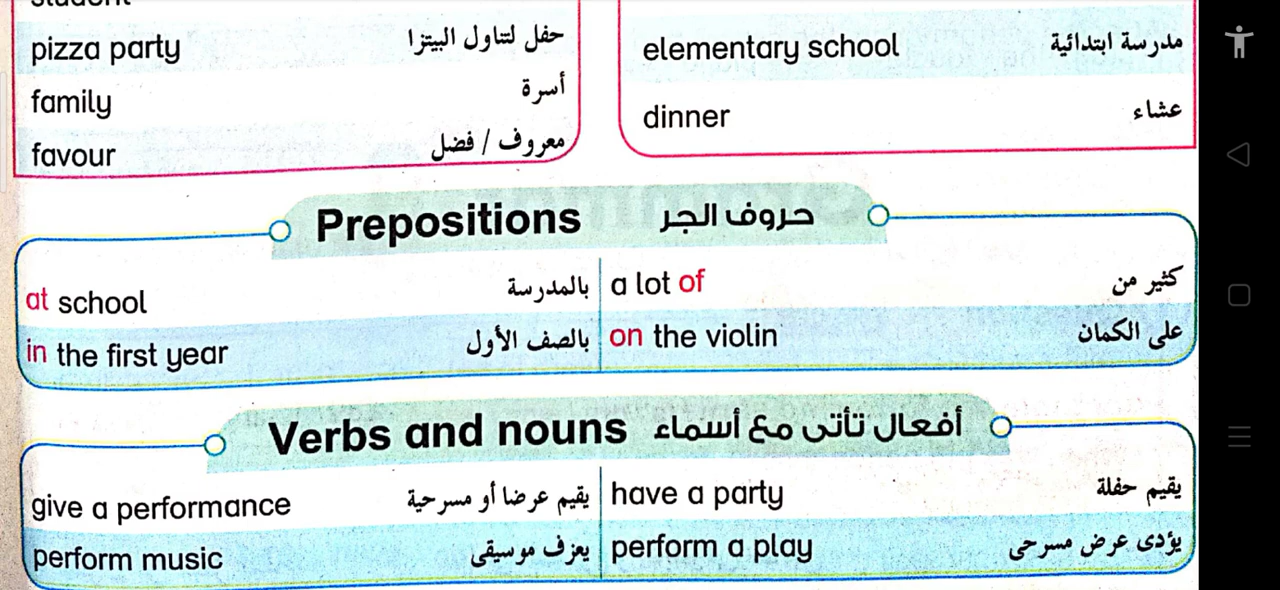 student
pizza party حفل لتناول البيتزا
family أسرة
favour معروف / فضل
elementary school مدرسة ابتدائية
dinner عشاء
Prepositions حروف الجر
at school بالمدرسة
a lot of كثير من
in the first year بالصف الأول
on the violin على الكمان
Verbs and nouns أفعال تأتى مع أسماء
give a performance يقيم عرضا أو مسرحية
have a party يقيم حفلة
perform music يعزف موسيقى
perform a play يؤدى عرض مسرحى